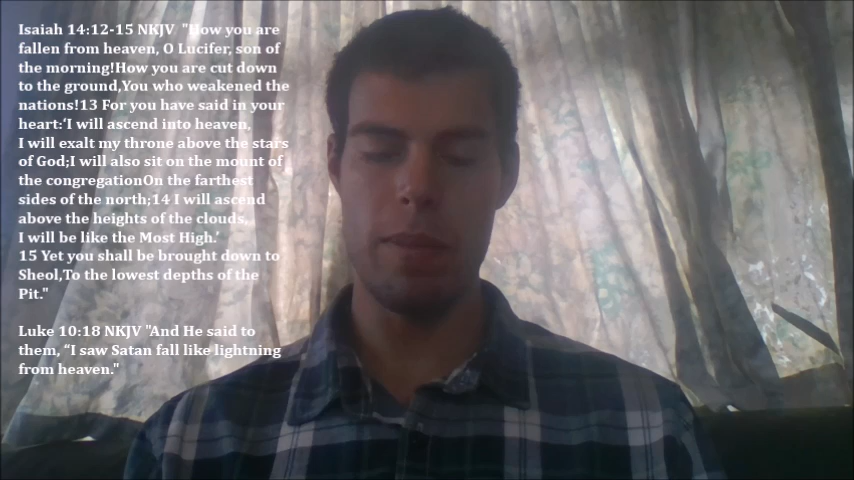 Isaiah 14:12-15 NKJV "How you are
fallen from heaven, O Lucifer, son of
the morning!How you are cut down
to the ground,You who weakened the
nations!13 For you have said in your
heart:‘I will ascend into heaven,
I will exalt my throne above the stars
of God;I will also sit on the mount of
the congregationOn the farthest
sides of the north;14 I will ascend
above the heights of the clouds,
I will be like the Most High.’
15 Yet you shall be brought down to
Sheol,To the lowest depths of the
Pit."
Luke 10:18 NKJV "And He said to
them, “I saw Satan fall like lightning
from heaven."